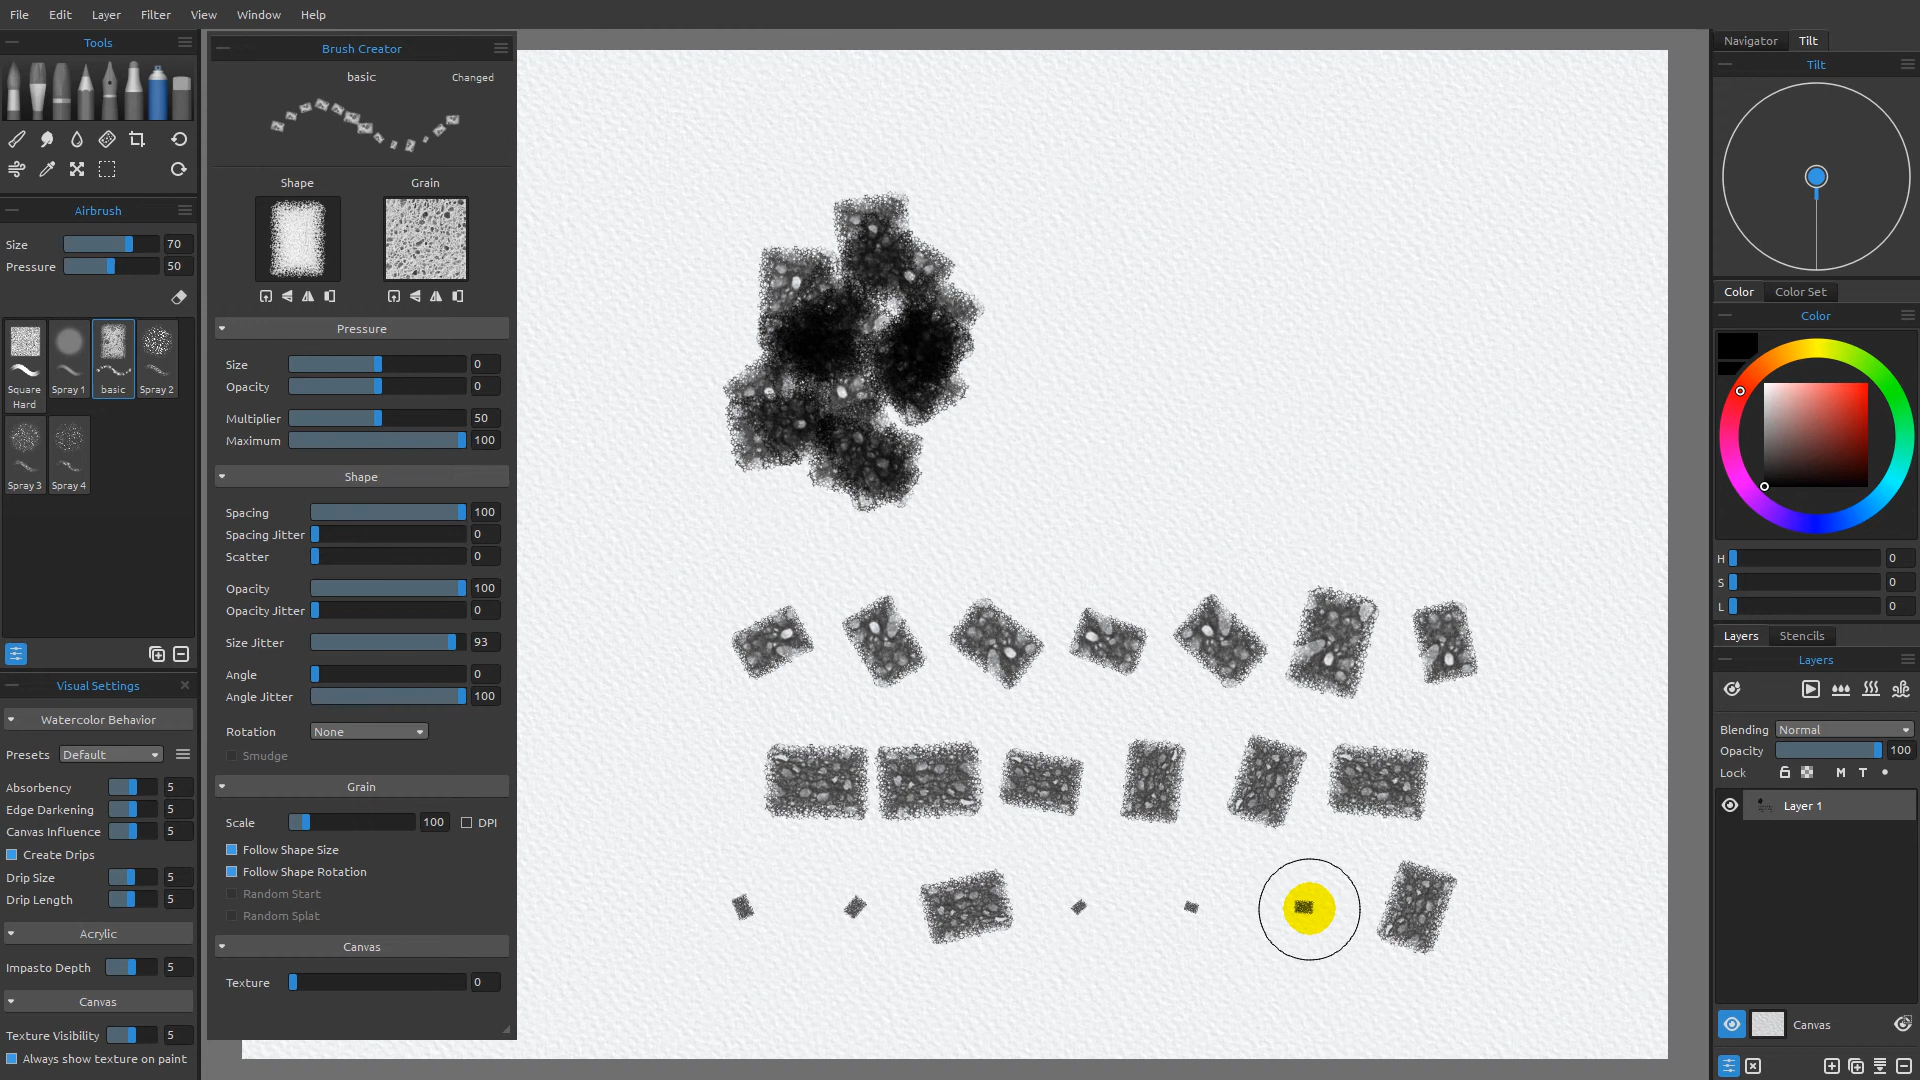 File Edit Layer Filter View Window Help
Tools
Airbrush
Size 70
Pressure 50
Square Hard
Spray 1
basic
Spray 2
Spray 3
Spray 4
Visual Settings
Watercolor Behavior
Presets Default
Absorbency 5
Edge Darkening 5
Canvas Influence 5
Create Drips
Drip Size 5
Drip Length 5
Acrylic
Impasto Depth 5
Canvas
Texture Visibility 5
Always show texture on paint
Brush Creator
basic Changed
Shape Grain
Pressure
Size 0
Opacity 0
Multiplier 50
Maximum 100
Shape
Spacing 100
Spacing Jitter 0
Scatter 0
Opacity 100
Opacity Jitter 0
Size Jitter 93
Angle 0
Angle Jitter 100
Rotation None
Smudge
Grain
Scale 100 DPI
Follow Shape Size
Follow Shape Rotation
Random Start
Random Splat
Canvas
Texture 0
Navigator Tilt
Tilt
Color Color Set
Color
H 0
S 0
L 0
Layers Stencils
Layers
Blending Normal
Opacity 100
Lock M T
Layer 1
Canvas